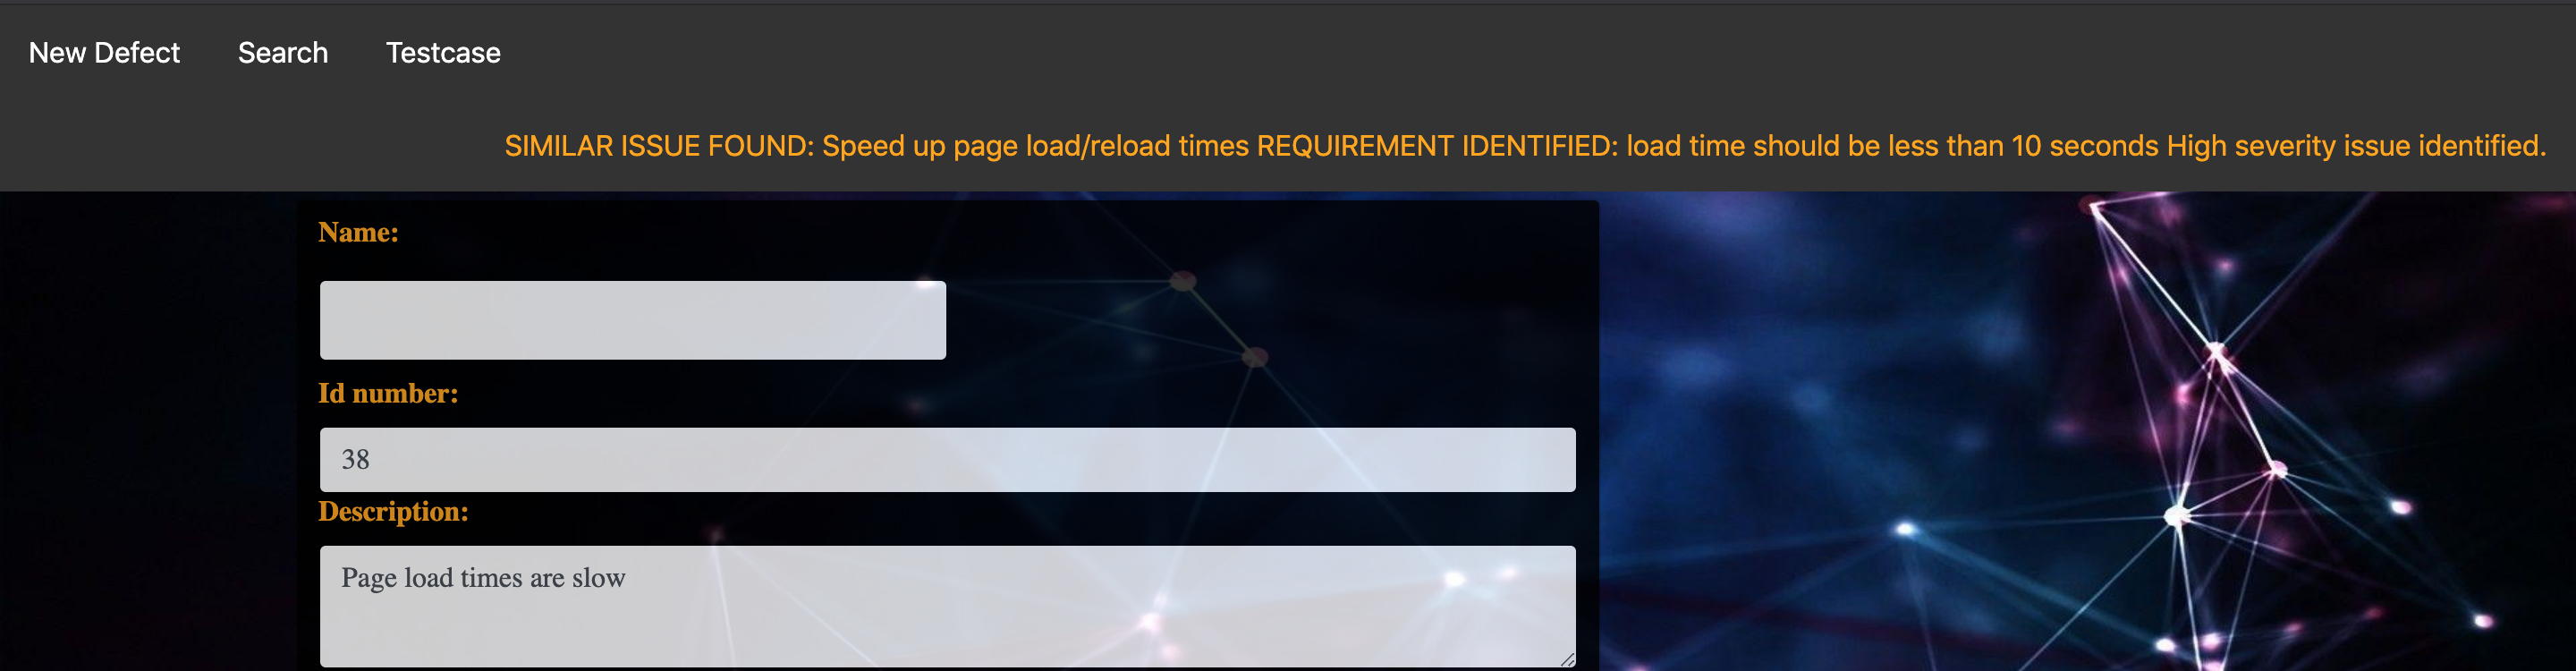 New Defect Search Testcase
SIMILAR ISSUE FOUND: Speed up page load/reload times REQUIREMENT IDENTIFIED: load time should be less than 10 seconds High severity issue identified.
Name:
Id number:
38
Description:
Page load times are slow